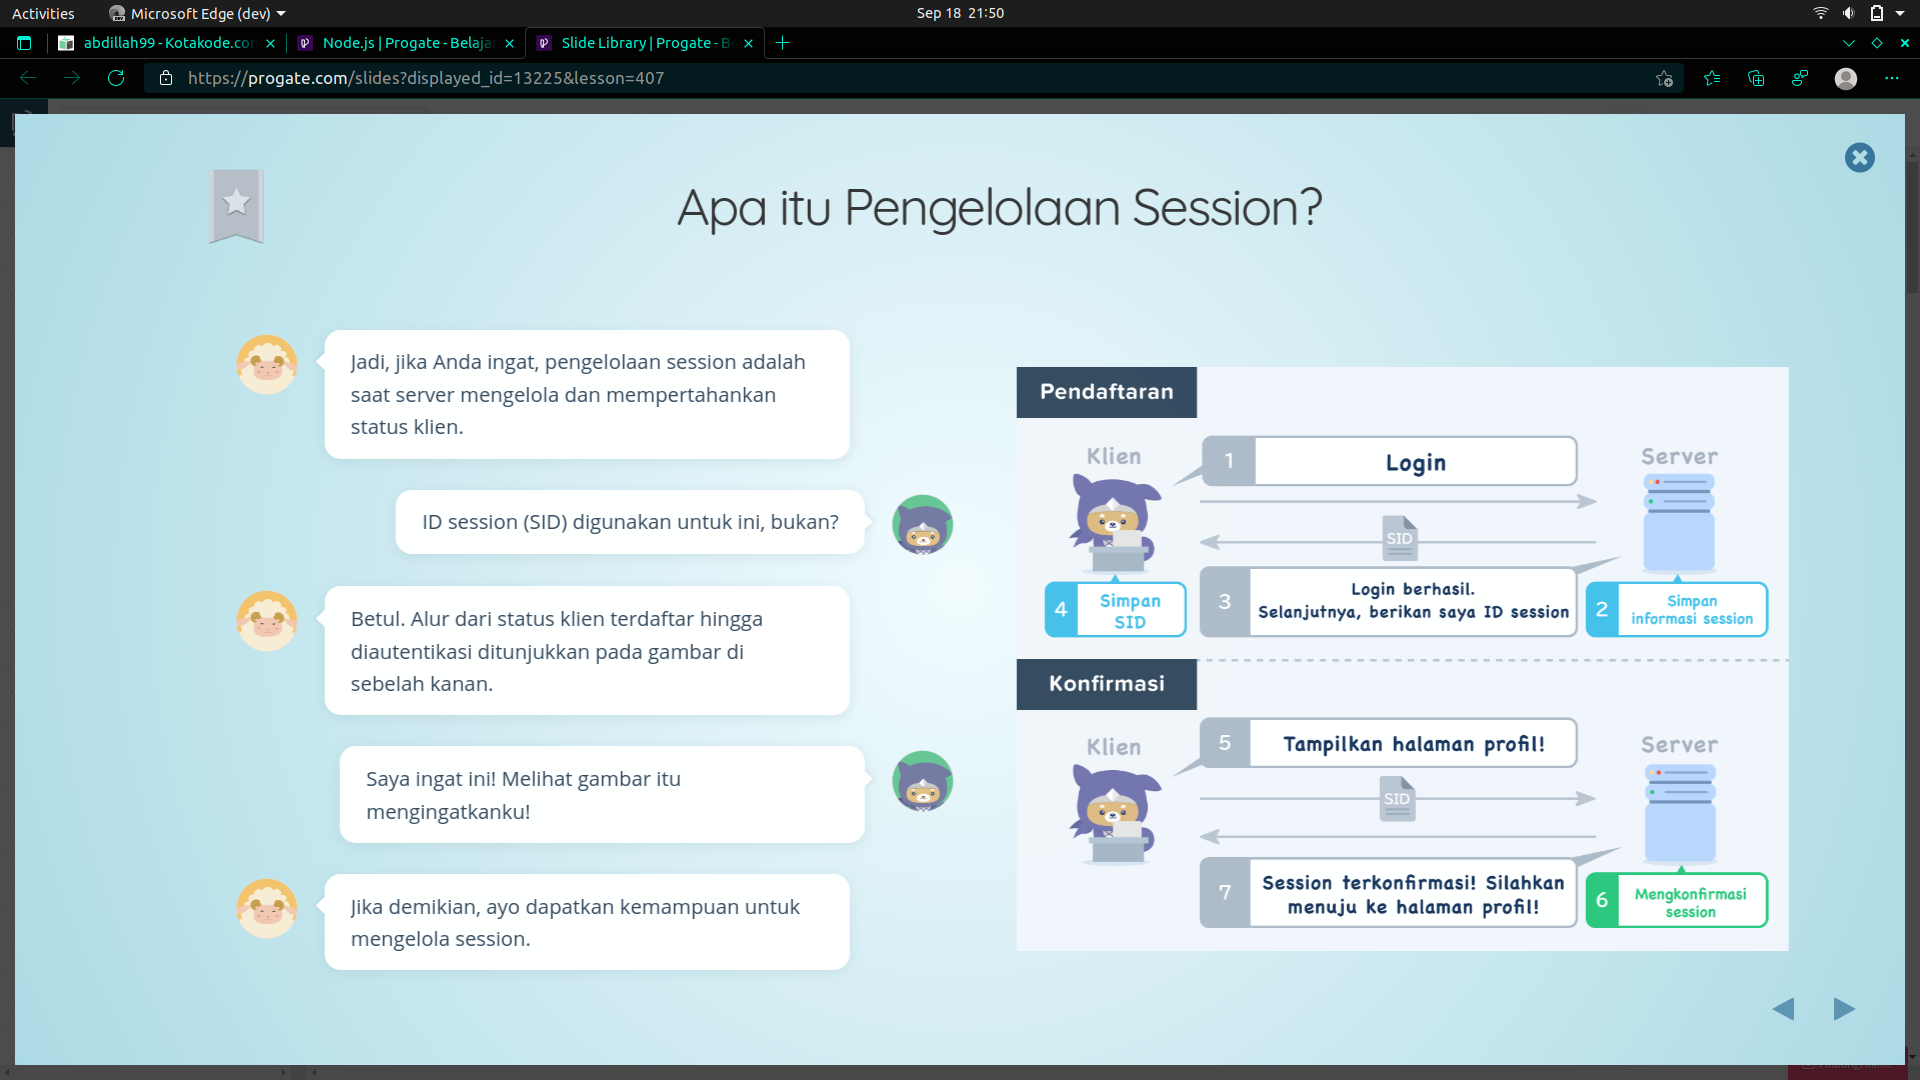 Activities
Microsoft Edge (dev)
Sep 18 21:50
abdillah99 - Kotakode.co
Node.js | Progate - Belaja
Slide Library | Progate - B
https://progate.com/slides?displayed_id=13225&lesson=407
Apa itu Pengelolaan Session?
Jadi, jika Anda ingat, pengelolaan session adalah
saat server mengelola dan mempertahankan
status klien.
ID session (SID) digunakan untuk ini, bukan?
Betul. Alur dari status klien terdaftar hingga
diautentikasi ditunjukkan pada gambar di
sebelah kanan.
Saya ingat ini! Melihat gambar itu
mengingatkanku!
Jika demikian, ayo dapatkan kemampuan untuk
mengelola session.
Pendaftaran
Klien
1 Login
Server
SID
4 Simpan
SID
3 Login berhasil.
Selanjutnya, berikan saya ID session
2 Simpan
informasi session
Konfirmasi
Klien
5 Tampilkan halaman profil!
Server
SID
7 Session terkonfirmasi! Silahkan
menuju ke halaman profil!
6 Mengkonfirmasi
session